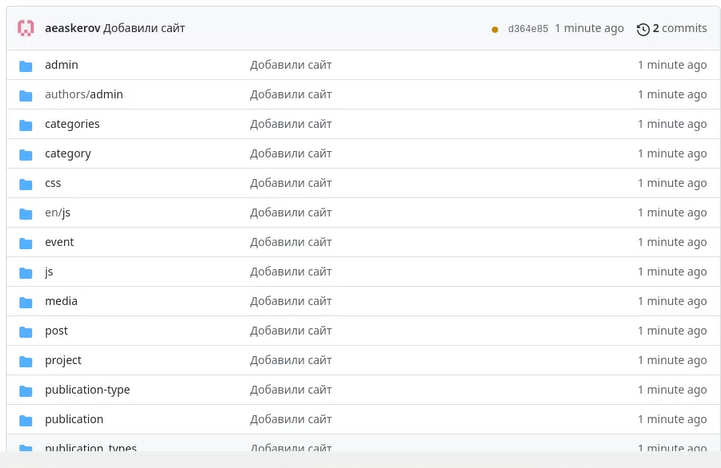 aeaskerov Добавили сайт d364e85 1 minute ago 2 commits
admin Добавили сайт 1 minute ago
authors/admin Добавили сайт 1 minute ago
categories Добавили сайт 1 minute ago
category Добавили сайт 1 minute ago
css Добавили сайт 1 minute ago
en/js Добавили сайт 1 minute ago
event Добавили сайт 1 minute ago
js Добавили сайт 1 minute ago
media Добавили сайт 1 minute ago
post Добавили сайт 1 minute ago
project Добавили сайт 1 minute ago
publication-type Добавили сайт 1 minute ago
publication Добавили сайт 1 minute ago
publication_types Добавили сайт 1 minute ago